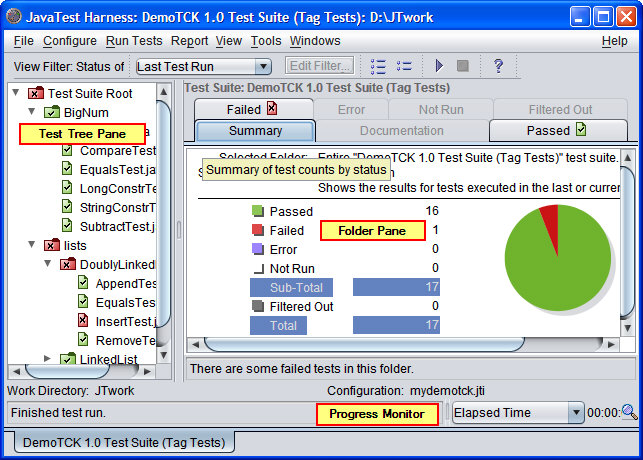 JavaTest Harness: DemoTCK 1.0 Test Suite (Tag Tests): D:\JTwork
File Configure Run Tests Report View Tools Windows Help
View Filter: Status of Last Test Run Edit Filter...
Test Suite Root
BigNum
Test Tree Pane
CompareTest
EqualsTest.ja
LongConstrTe
StringConstrT
SubtractTest.j
lists
DoublyLinked
AppendTes
EqualsTes
InsertTest.j
RemoveTe
LinkedList
Test Suite: DemoTCK 1.0 Test Suite (Tag Tests)
Failed Error Not Run Filtered Out
Summary Documentation Passed
Selected Folder: Entire "DemoTCK 1.0 Test Suite (Tag Tests)" test suite.
Summary of test counts by status
Shows the results for tests executed in the last or curren
Passed 16
Failed 1
Folder Pane
Error 0
Not Run 0
Sub-Total 17
Filtered Out 0
Total 17
There are some failed tests in this folder.
Work Directory: JTwork Configuration: mydemotck.jti
Finished test run. Progress Monitor Elapsed Time 00:00:
DemoTCK 1.0 Test Suite (Tag Tests)